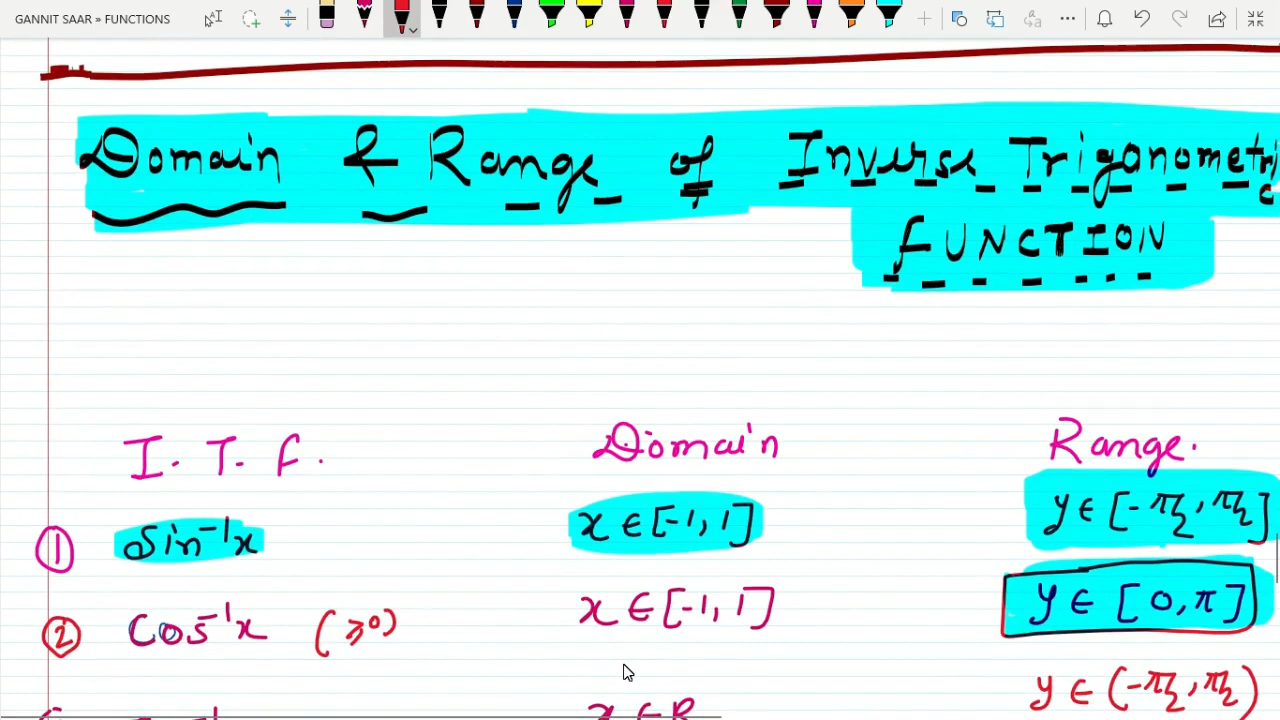 GANNIT SAAR » FUNCTIONS
Domain & Range of Inverse Trigonometric
FUNCTION
I. T. F. Domain Range.
① Sin⁻¹x x ∈ [-1, 1] y ∈ [-π/2, π/2]
② Cos⁻¹x (≥0) x ∈ [-1, 1] y ∈ [0, π]
x ∈ R y ∈ (-π/2, π/2)